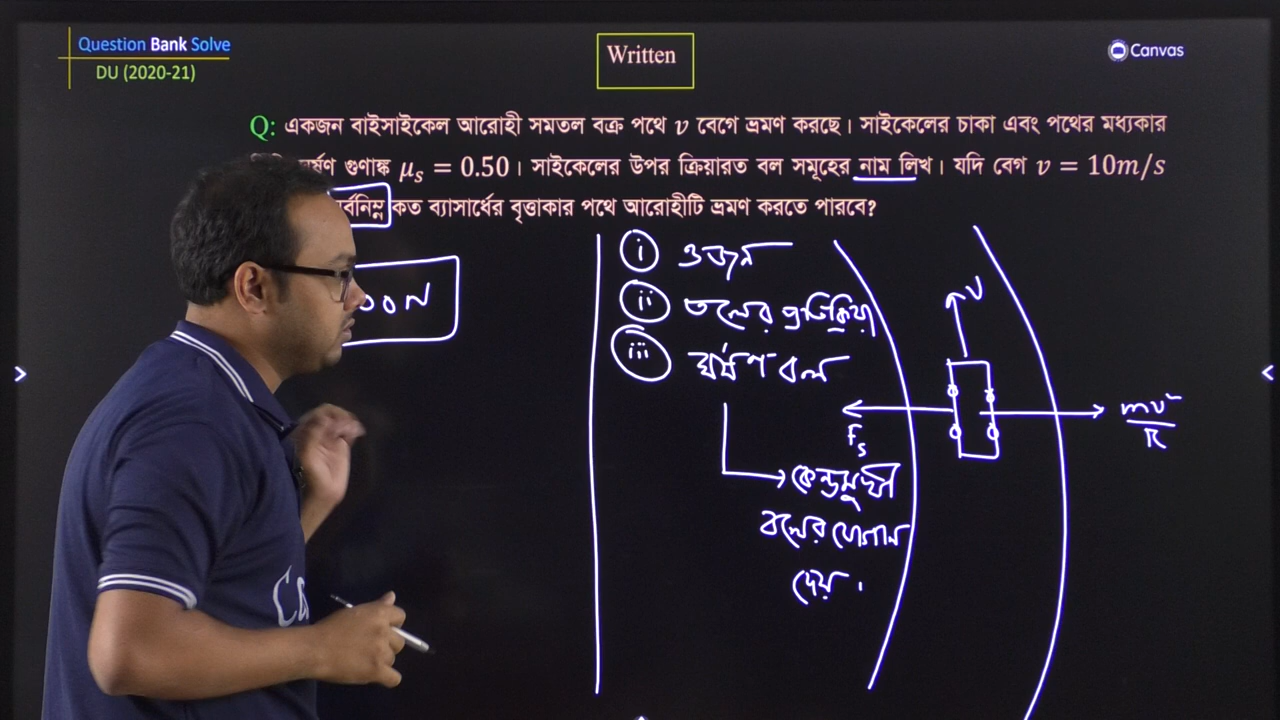 Question Bank Solve
DU (2020-21)
Written
Canvas
Q: একজন বাইসাইকেল আরোহী সমতল বক্র পথে v বেগে ভ্রমণ করছে। সাইকেলের চাকা এবং পথের মধ্যকার
র্ষণ গুণাঙ্ক μs = 0.50। সাইকেলের উপর ক্রিয়ারত বল সমূহের নাম লিখ। যদি বেগ v = 10m/s
র্বনিম্ন কত ব্যাসার্ধের বৃত্তাকার পথে আরোহীটি ভ্রমণ করতে পারবে?
00N
i ওজন
ii তলের প্রতিক্রিয়া
iii ঘর্ষণ বল
কেন্দ্রমুখী
বলের যোগান
দেয়।
v
Fs
mv²/R